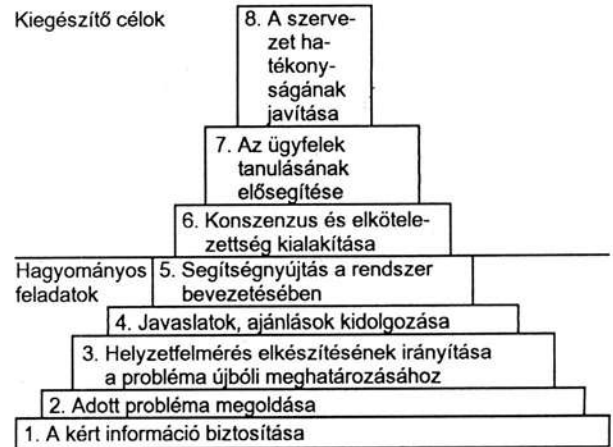 Kiegészítő célok
8. A szerve-
zet ha-
tékony-
ságának
javítása
7. Az ügyfelek
tanulásának
elősegítése
6. Konszenzus és elkötele-
zettség kialakítása
Hagyományos
feladatok
5. Segítségnyújtás a rendszer
bevezetésében
4. Javaslatok, ajánlások kidolgozása
3. Helyzetfelmérés elkészítésének irányítása
a probléma újbóli meghatározásához
2. Adott probléma megoldása
1. A kért információ biztosítása